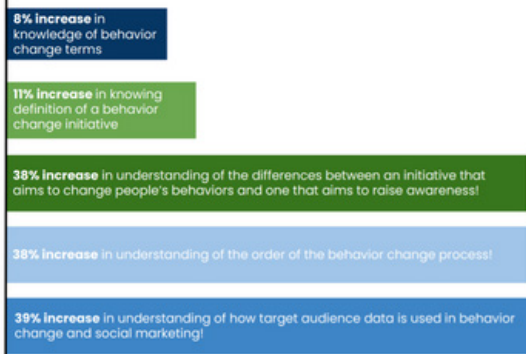 8% increase in
knowledge of behavior
change terms
11% increase in knowing
definition of a behavior
change initiative
38% increase in understanding of the differences between an initiative that
aims to change people's behaviors and one that aims to raise awareness!
38% increase in understanding of the order of the behavior change process!
39% increase in understanding of how target audience data is used in behavior
change and social marketing!